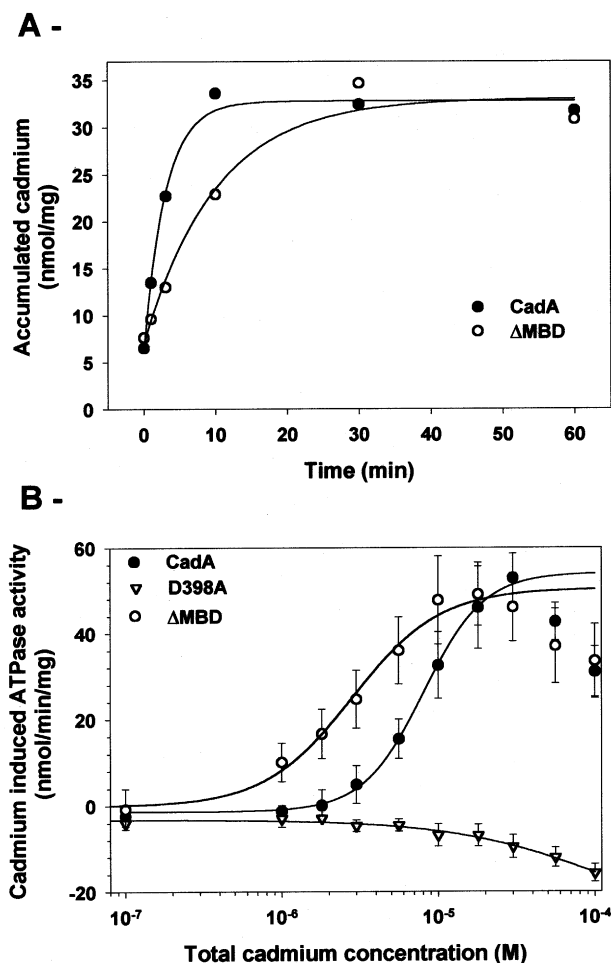 A -
Accumulated cadmium
(nmol/mg)
35
30
25
20
15
10
5
0
CadA
ΔMBD
0 10 20 30 40 50 60
Time (min)
B -
Cadmium induced ATPase activity
(nmol/min/mg)
60
40
20
0
-20
CadA
D398A
ΔMBD
10-7 10-6 10-5 10-4
Total cadmium concentration (M)